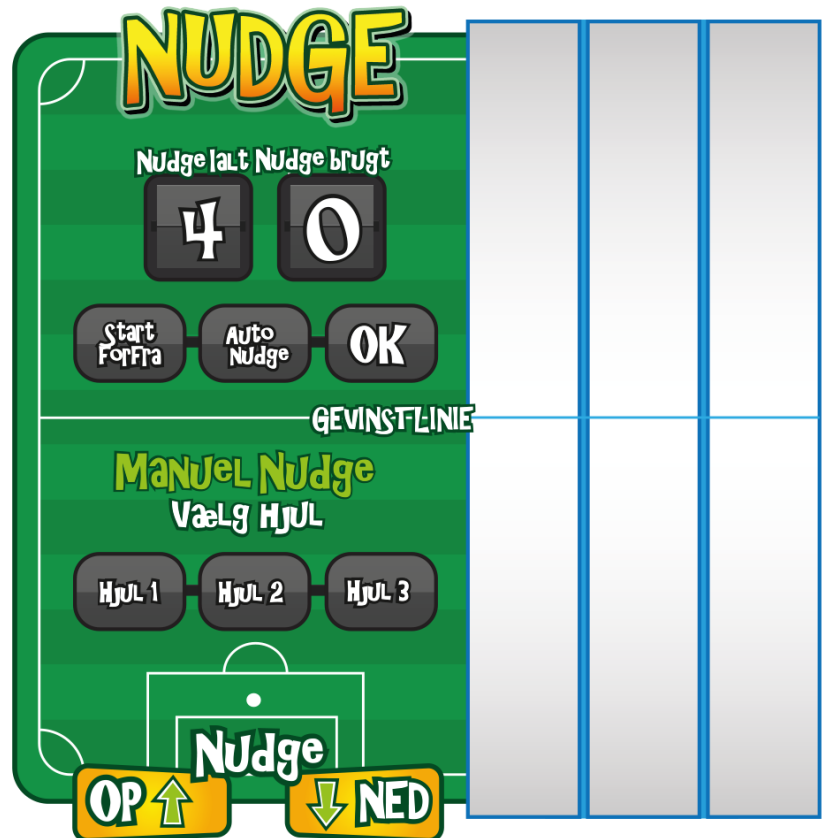 NUDGE
Nudge Ialt Nudge brugt
4 0
Start Forfra
Auto Nudge
OK
GEVINST-LINIE
Manuel Nudge
Vælg Hjul
Hjul 1 Hjul 2 Hjul 3
Nudge
OP NED